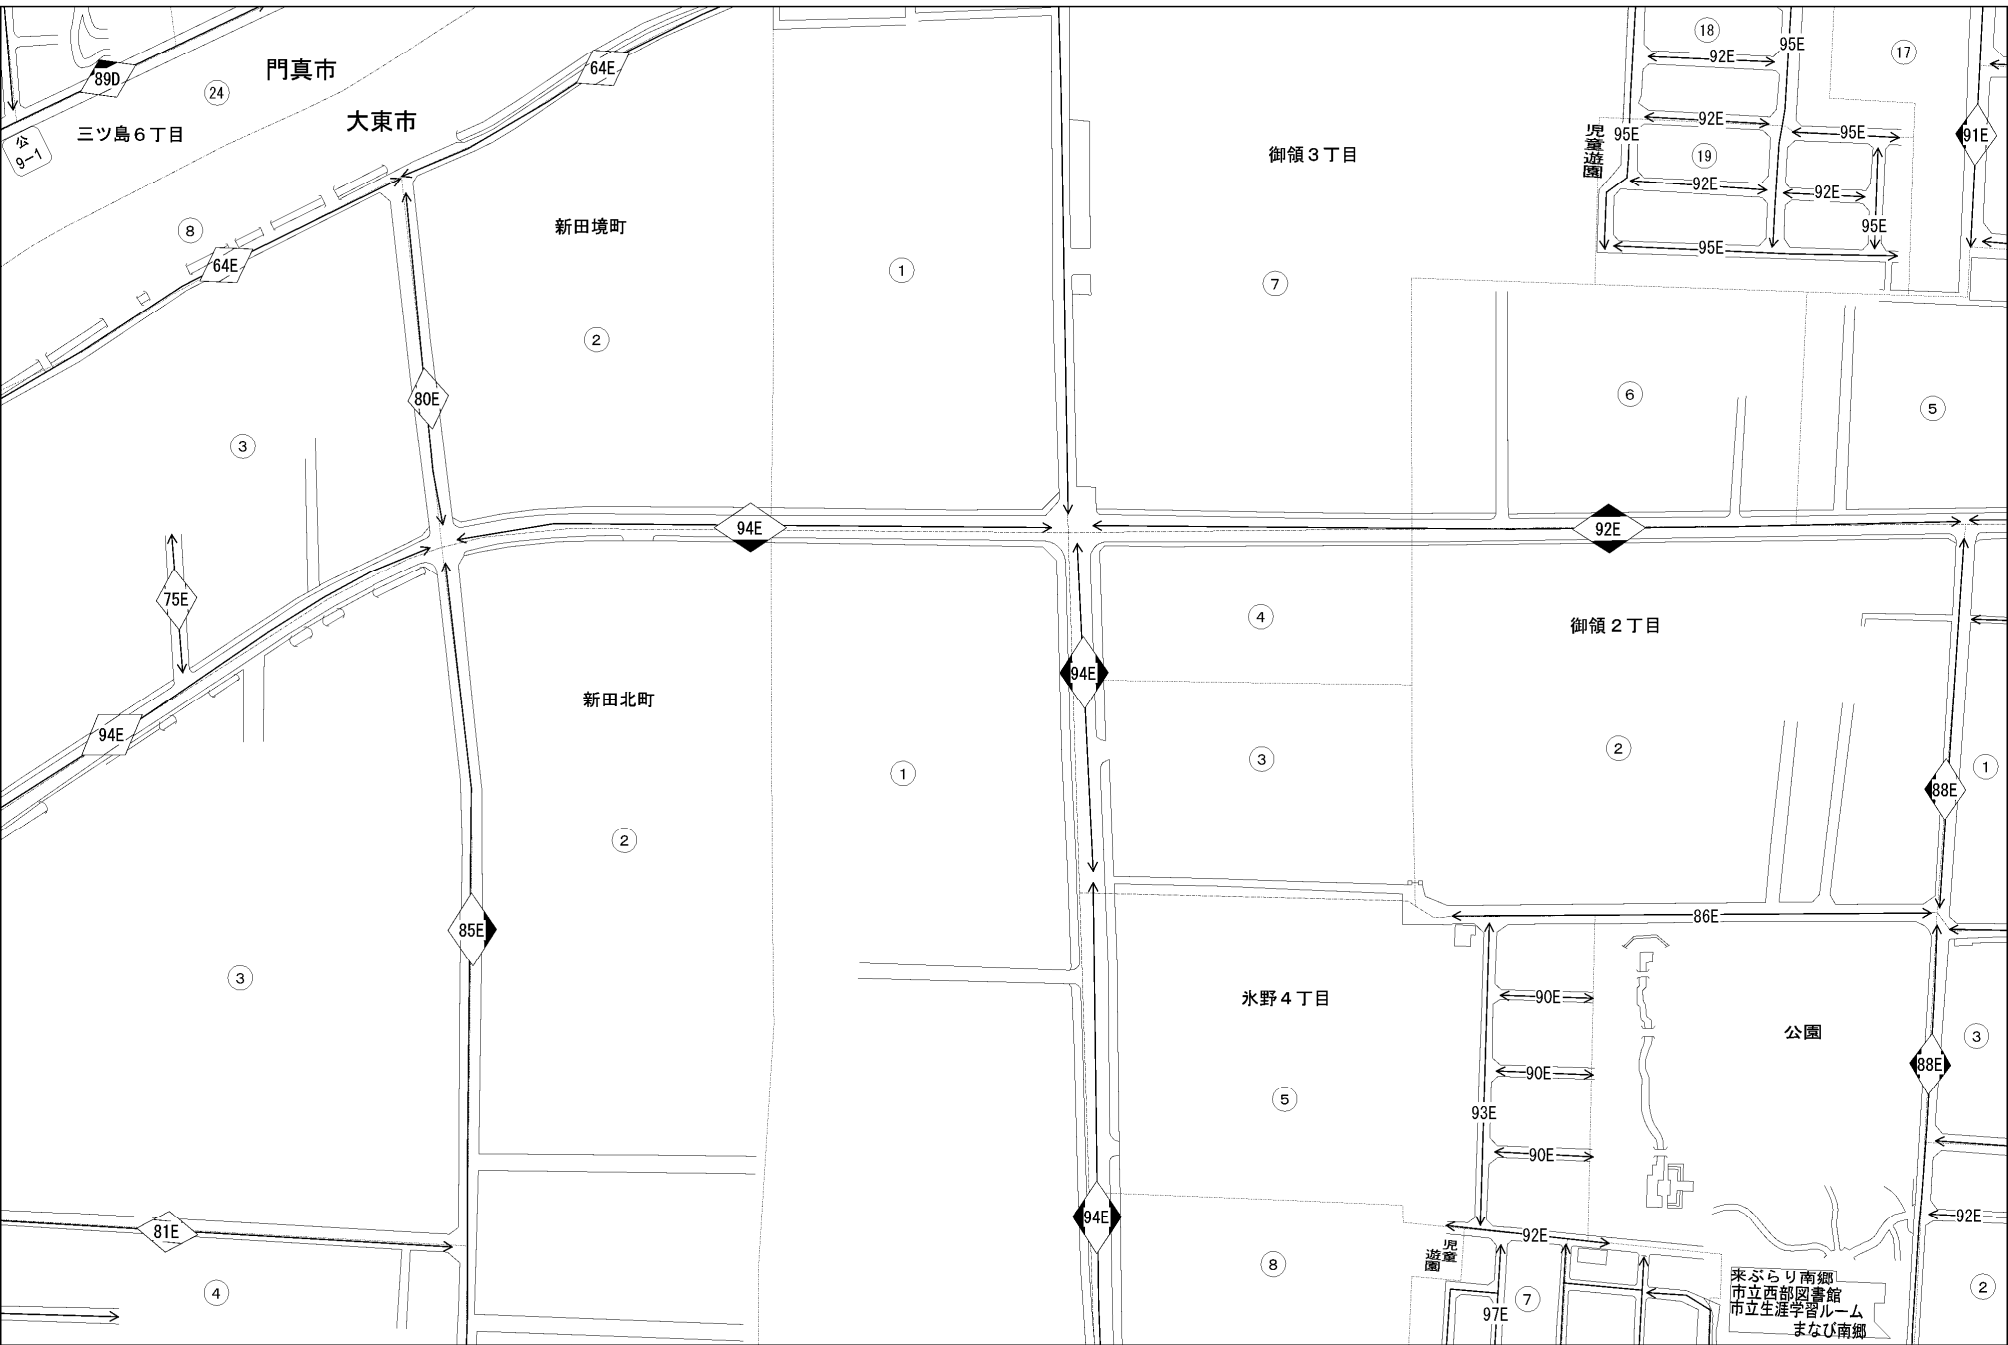 18
95E
17
92E
門真市
64E
89D
24
大東市
三ツ島6丁目
公
9-1
92E
児童遊園
95E
95E
91E
御領3丁目
19
92E
92E
新田境町
8
95E
95E
64E
1
7
2
6
5
80E
3
94E
92E
75E
4
御領2丁目
94E
新田北町
94E
3
2
1
1
88E
2
86E
85E
3
氷野4丁目
90E
公園
3
88E
90E
5
93E
90E
94E
92E
81E
92E
児童
遊園
8
4
7
2
97E
来ぶらり南郷
市立西部図書館
市立生涯学習ルーム
まなび南郷